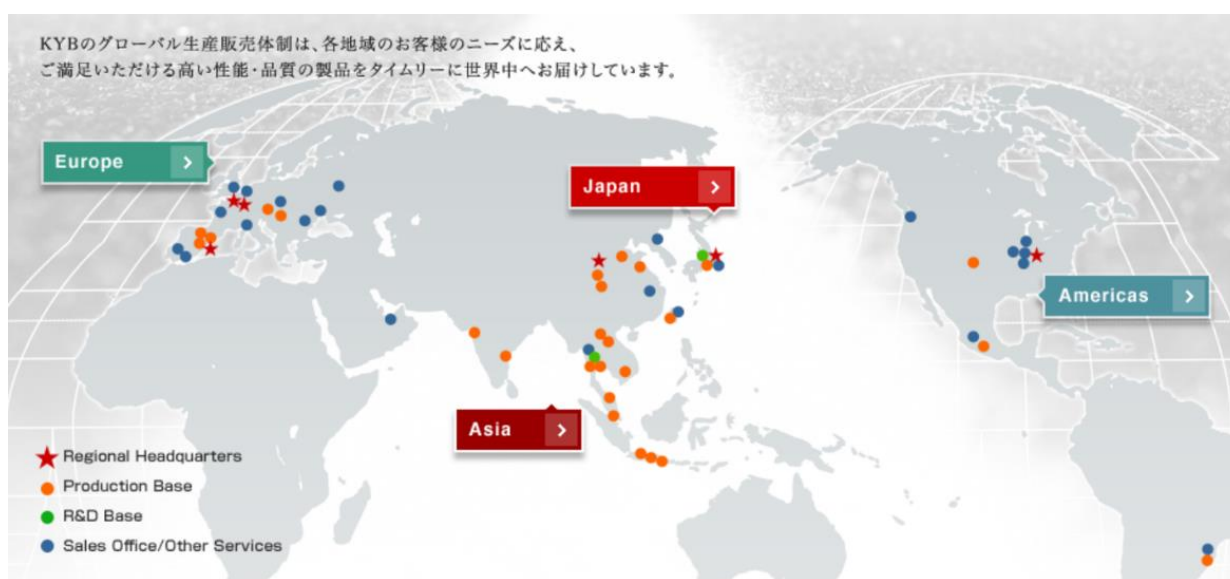 KYBのグローバル生産販売体制は、各地域のお客様のニーズに応え、
ご満足いただける高い性能・品質の製品をタイムリーに世界中へお届けしています。
Europe
Japan
Americas
Asia
Regional Headquarters
Production Base
R&D Base
Sales Office/Other Services